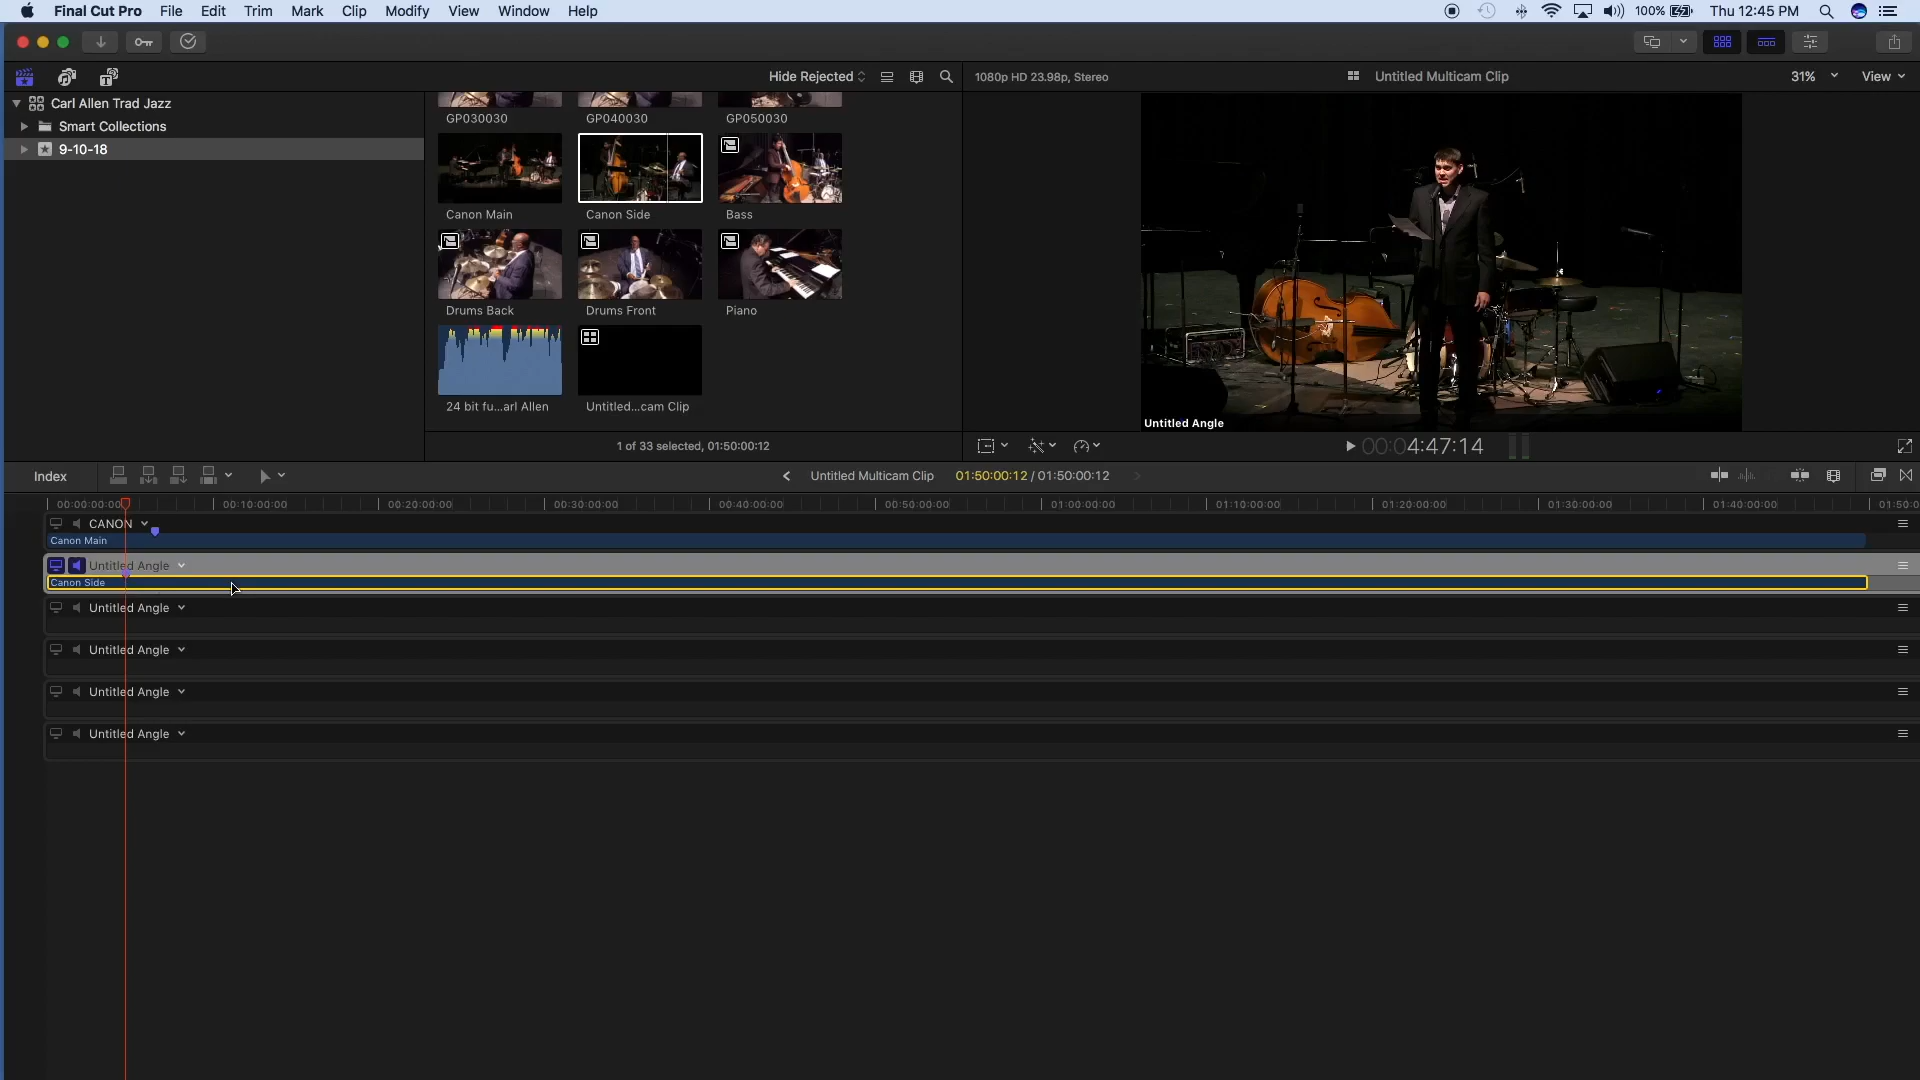 Final Cut Pro File Edit Trim Mark Clip Modify View Window Help 100% Thu 12:45 PM
Hide Rejected 1080p HD 23.98p, Stereo Untitled Multicam Clip 31% View
Carl Allen Trad Jazz
Smart Collections
9-10-18
GP030030 GP040030 GP050030
Canon Main Canon Side Bass
Drums Back Drums Front Piano
24 bit fu...arl Allen Untitled...cam Clip
Untitled Angle
1 of 33 selected, 01:50:00:12
00:04:47:14
Index Untitled Multicam Clip 01:50:00:12 / 01:50:00:12
00:00:00:00 00:10:00:00 00:20:00:00 00:30:00:00 00:40:00:00 00:50:00:00 01:00:00:00 01:10:00:00 01:20:00:00 01:30:00:00 01:40:00:00 01:50:0
CANON
Canon Main
Untitled Angle
Canon Side
Untitled Angle
Untitled Angle
Untitled Angle
Untitled Angle